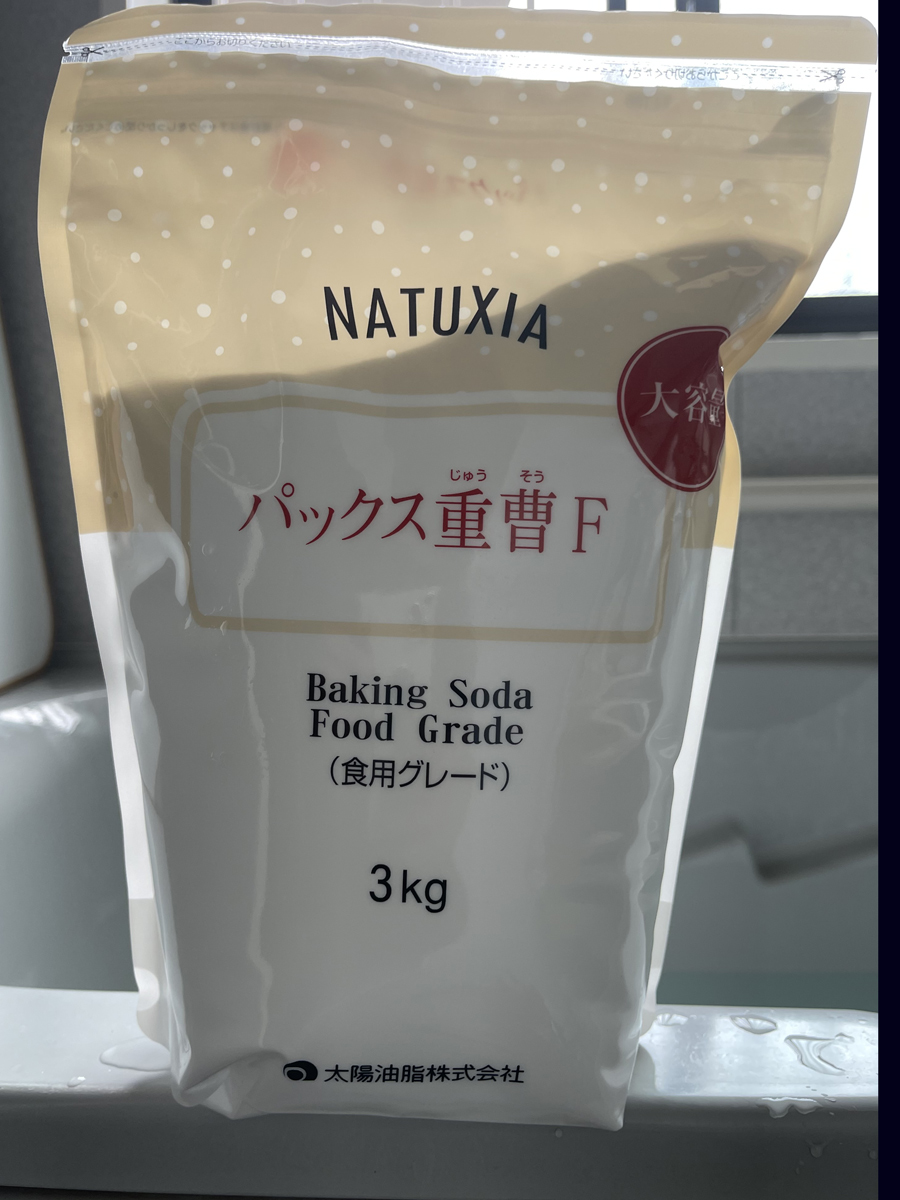 NATUXIA
大容量
じゅう そう
パックス重曹F
Baking Soda
Food Grade
(食用グレード)
3kg
太陽油脂株式会社